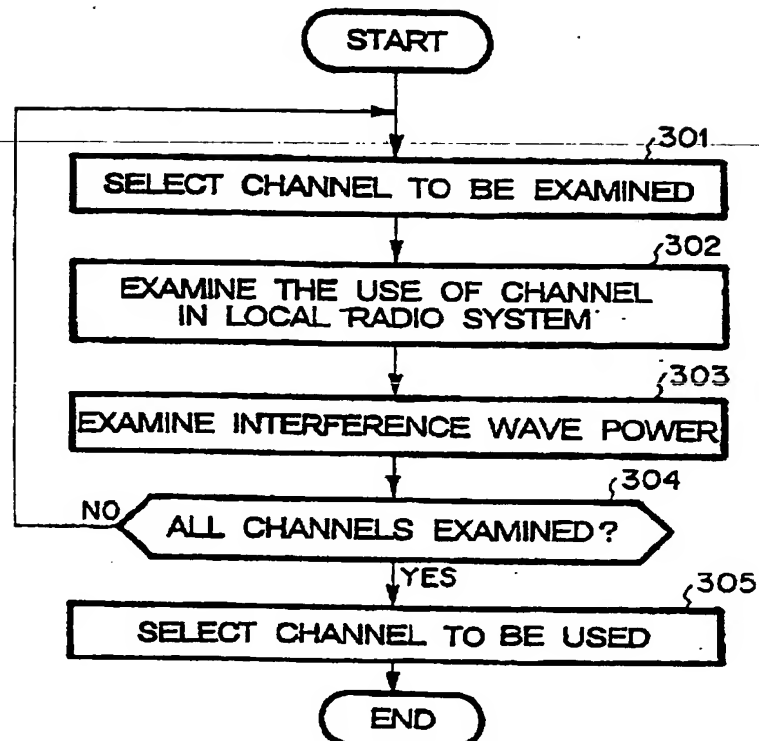 START
301
SELECT CHANNEL TO BE EXAMINED
302
EXAMINE THE USE OF CHANNEL
IN LOCAL RADIO SYSTEM
303
EXAMINE INTERFERENCE WAVE POWER
304
NO
ALL CHANNELS EXAMINED?
YES
305
SELECT CHANNEL TO BE USED
END